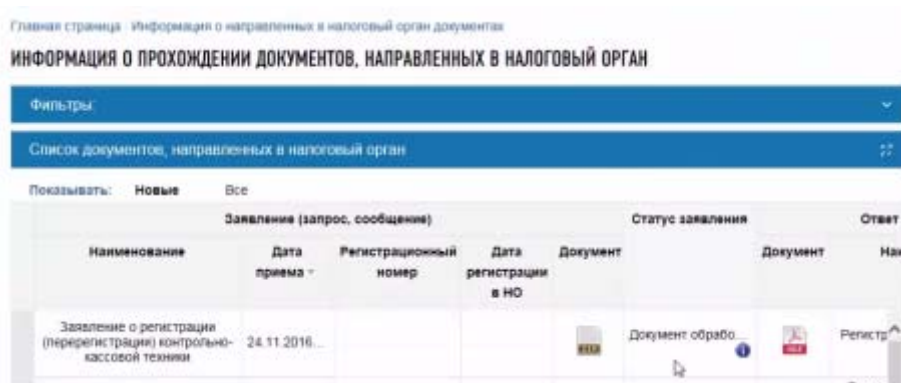 Главная страница Информация о направленных в налоговый орган документах
ИНФОРМАЦИЯ О ПРОХОЖДЕНИИ ДОКУМЕНТОВ, НАПРАВЛЕННЫХ В НАЛОГОВЫЙ ОРГАН
Фильтры:
Список документов, направленных в налоговый орган
Показывать: Новые Все
Заявление (запрос, сообщение) Статус заявления Ответ
Наименование Дата приема Регистрационный номер Дата регистрации в НО Документ Документ Наи
Заявление о регистрации
(перерегистрации) контрольно-
кассовой техники
24.11.2016... Документ обрабо... Регистр